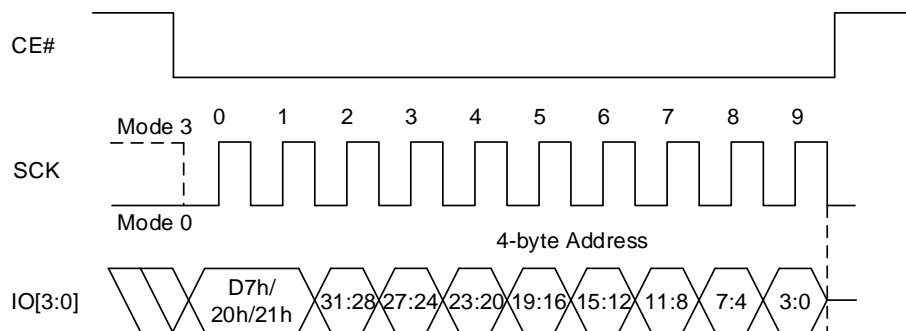 CE#
0 1 2 3 4 5 6 7 8 9
Mode 3
SCK
Mode 0
4-byte Address
IO[3:0]
D7h/
20h/21h
31:28 27:24 23:20 19:16 15:12 11:8 7:4 3:0